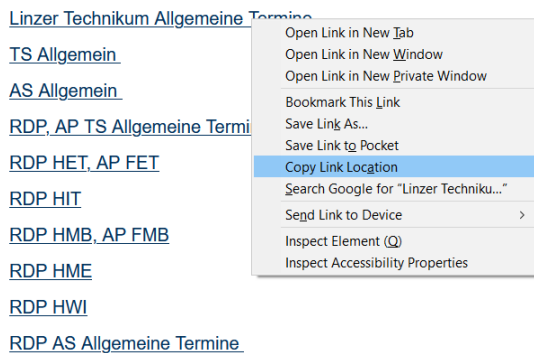 Linzer Technikum Allgemeine Termine
TS Allgemein
AS Allgemein
RDP, AP TS Allgemeine Termi
RDP HET, AP FET
RDP HIT
RDP HMB, AP FMB
RDP HME
RDP HWI
RDP AS Allgemeine Termine
Open Link in New Tab
Open Link in New Window
Open Link in New Private Window
Bookmark This Link
Save Link As...
Save Link to Pocket
Copy Link Location
Search Google for “Linzer Techniku...”
Send Link to Device
Inspect Element (Q)
Inspect Accessibility Properties